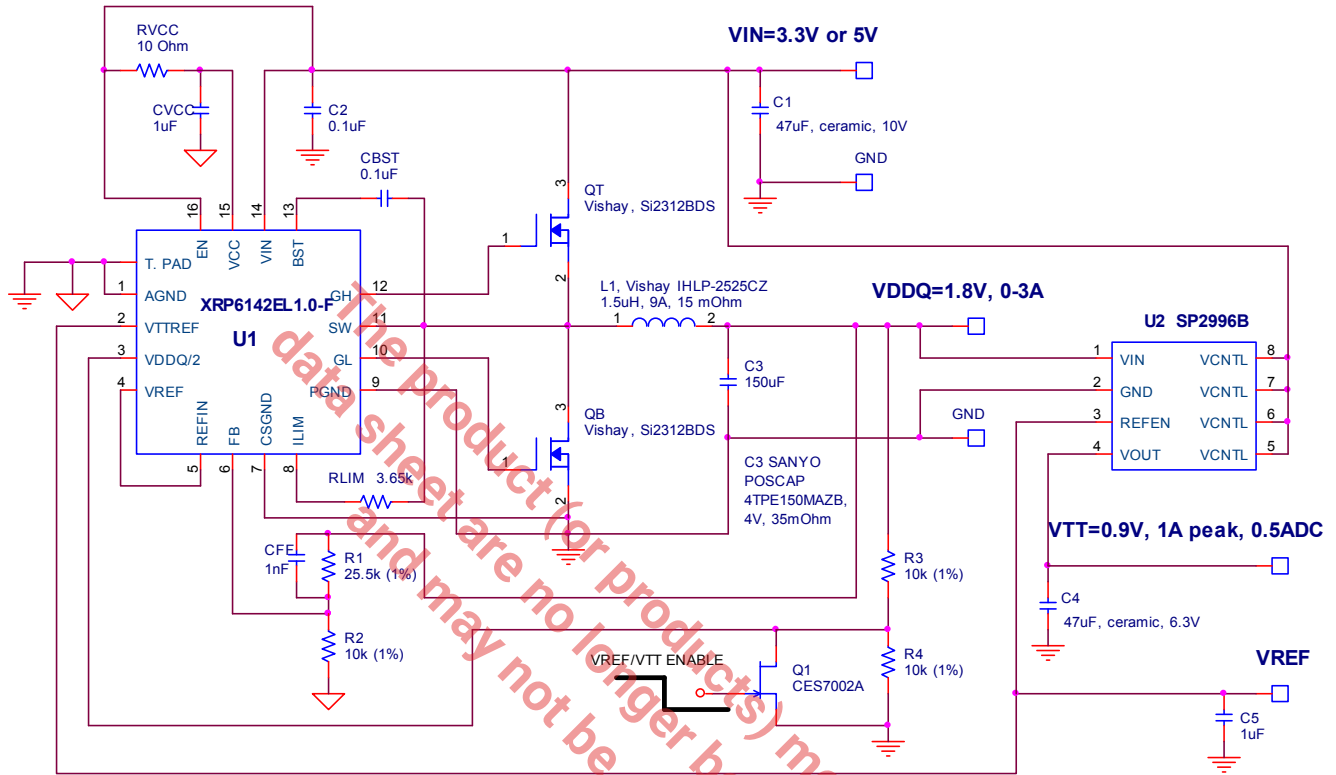 RVCC
10 Ohm
CVCC
1uF
C2
0.1uF
VIN=3.3V or 5V
C1
47uF, ceramic, 10V
GND
CBST
0.1uF
3
QT
Vishay, Si2312BDS
1
2
16
15
14
13
EN
VCC
VIN
BST
T. PAD
1
AGND
2
VTTREF
3
VDDQ/2
4
VREF
XRP6142EL1.0-F
U1
GH
12
SW
11
GL
10
PGND
9
REFIN
FB
CSGND
ILIM
5
6
7
8
L1, Vishay IHLP-2525CZ
1.5uH, 9A, 15 mOhm
1
2
VDDQ=1.8V, 0-3A
C3
150uF
GND
3
QB
Vishay, Si2312BDS
1
2
C3 SANYO
POSCAP
4TPE150MAZB,
4V, 35mOhm
RLIM 3.65k
CFF
1nF
R1
25.5k (1%)
R2
10k (1%)
R3
10k (1%)
R4
10k (1%)
VREF/VTT ENABLE
Q1
CES7002A
U2 SP2996B
1
VIN
2
GND
3
REFEN
4
VOUT
VCNTL
8
VCNTL
7
VCNTL
6
VCNTL
5
VTT=0.9V, 1A peak, 0.5ADC
C4
47uF, ceramic, 6.3V
VREF
C5
1uF
The product (or products) m
data sheet are no longer b
and may not be